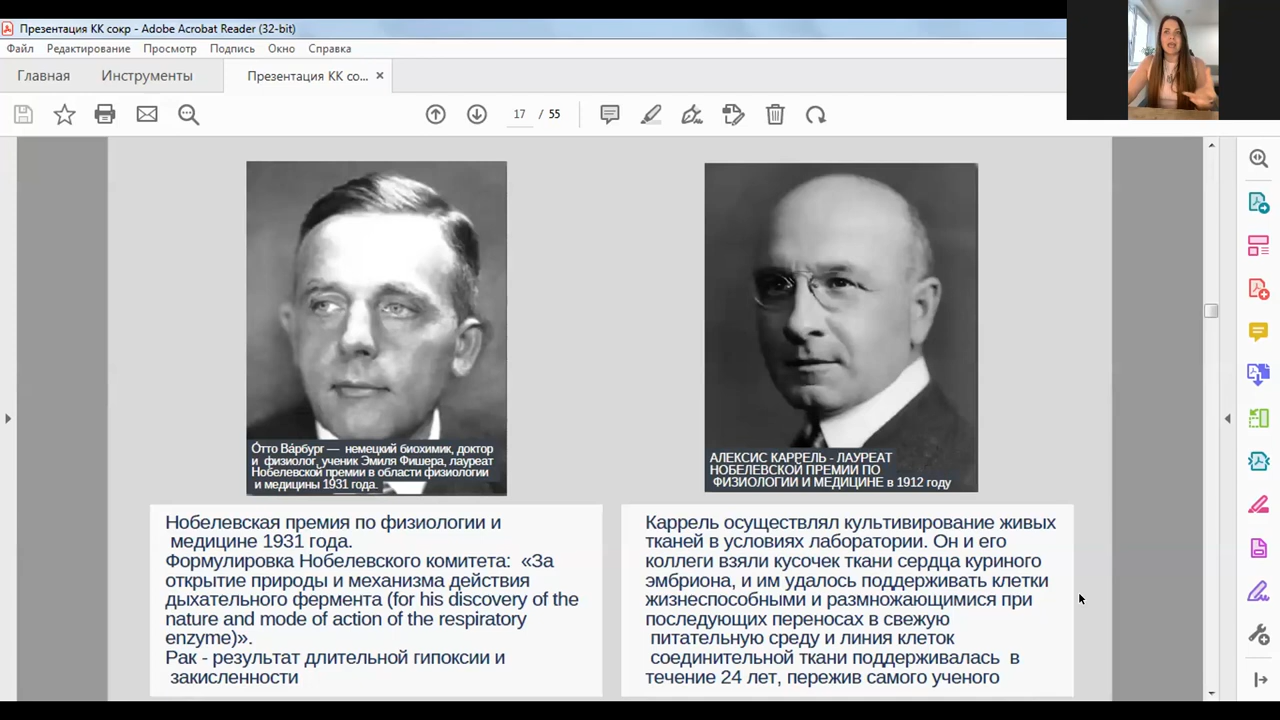 Презентация КК сокр - Adobe Acrobat Reader (32-bit)
Файл Редактирование Просмотр Подпись Окно Справка
Главная Инструменты Презентация КК со... ×
17 / 55
О́тто Ва́рбург — немецкий биохимик, доктор
и физиолог, ученик Эмиля Фишера, лауреат
Нобелевской премии в области физиологии
и медицины 1931 года.
АЛЕКСИС КАРРЕЛЬ - ЛАУРЕАТ
НОБЕЛЕВСКОЙ ПРЕМИИ ПО
ФИЗИОЛОГИИ И МЕДИЦИНЕ в 1912 году
Нобелевская премия по физиологии и
медицине 1931 года.
Формулировка Нобелевского комитета: «За
открытие природы и механизма действия
дыхательного фермента (for his discovery of the
nature and mode of action of the respiratory
enzyme)».
Рак - результат длительной гипоксии и
закисленности
Каррель осуществлял культивирование живых
тканей в условиях лаборатории. Он и его
коллеги взяли кусочек ткани сердца куриного
эмбриона, и им удалось поддерживать клетки
жизнеспособными и размножающимися при
последующих переносах в свежую
питательную среду и линия клеток
соединительной ткани поддерживалась в
течение 24 лет, пережив самого ученого